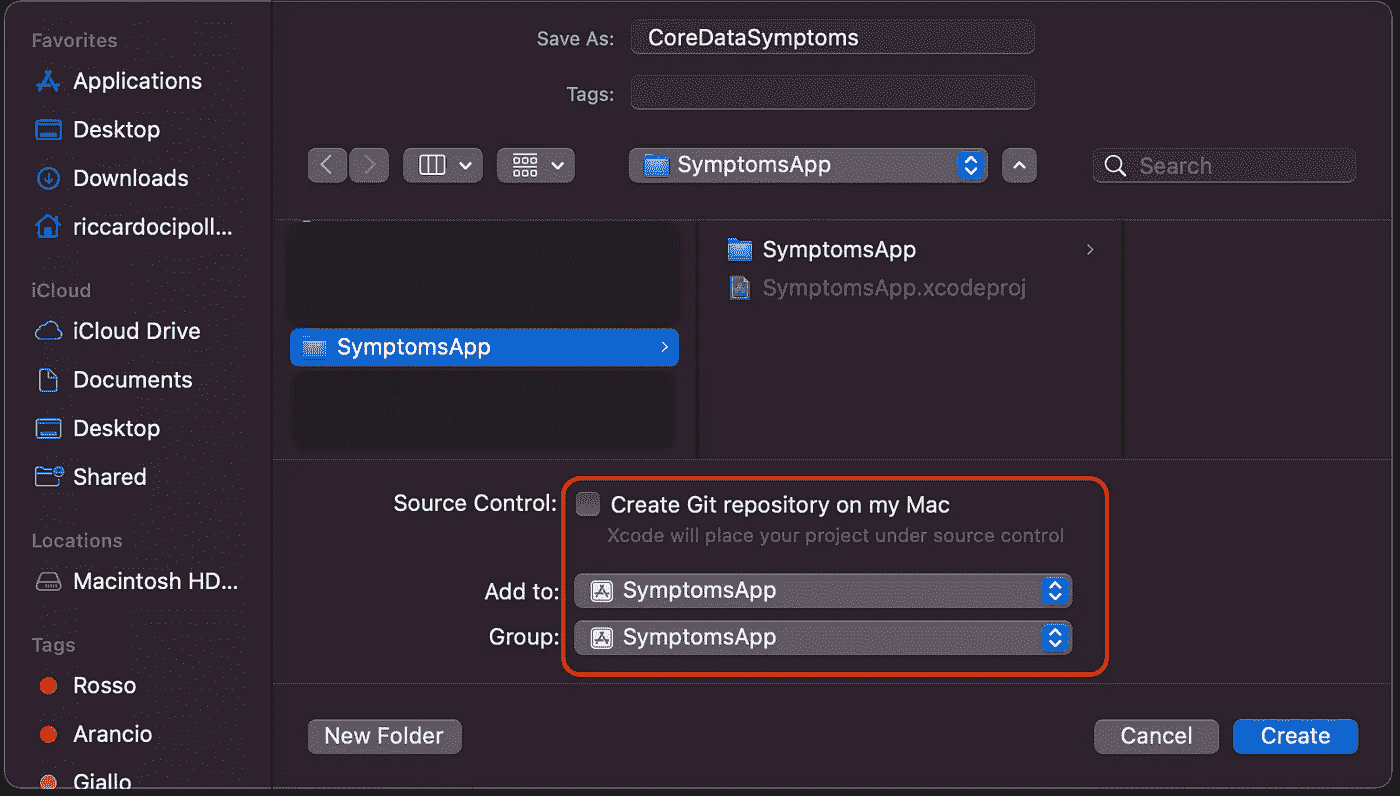 Favorites
Applications
Desktop
Downloads
riccardocipoll...
iCloud
iCloud Drive
Documents
Desktop
Shared
Locations
Macintosh HD...
Tags
Rosso
Arancio
Giallo
Save As: CoreDataSymptoms
Tags:
SymptomsApp
Search
SymptomsApp
SymptomsApp
SymptomsApp.xcodeproj
Source Control: Create Git repository on my Mac
Xcode will place your project under source control
Add to: SymptomsApp
Group: SymptomsApp
New Folder
Cancel
Create